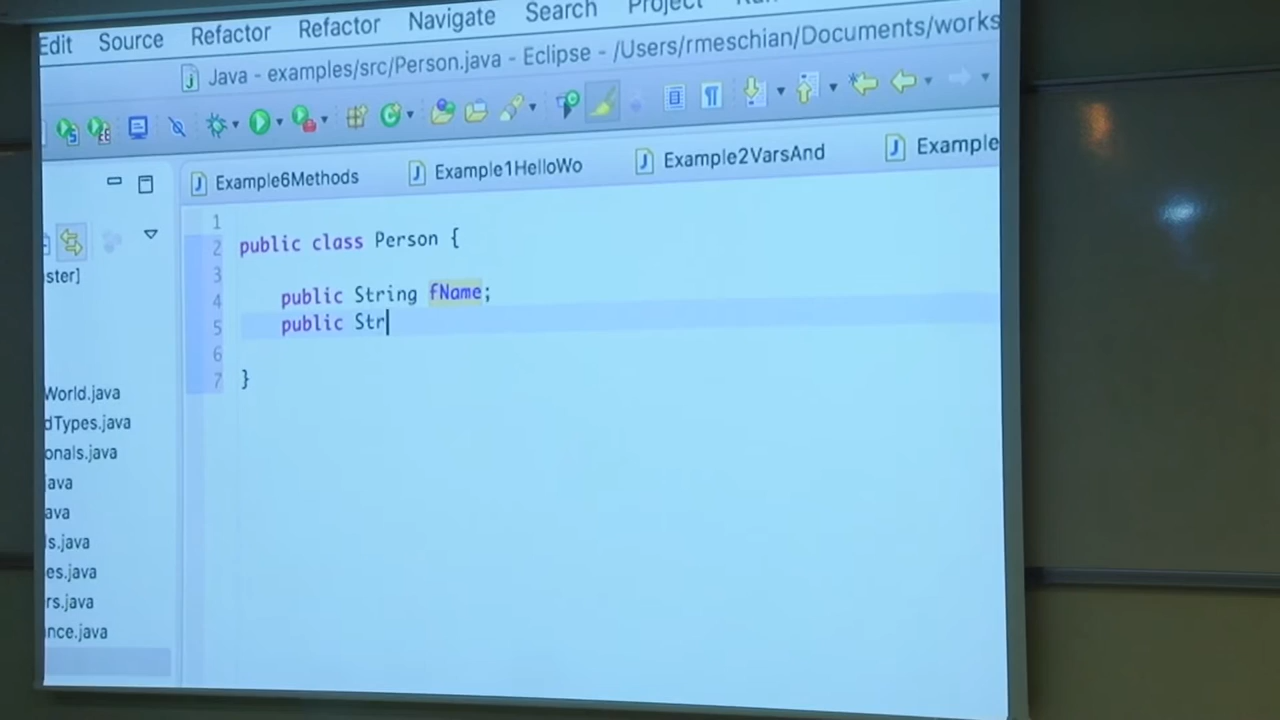 Edit Source Refactor Refactor Navigate Search Project
Java - examples/src/Person.java - Eclipse - /Users/rmeschian/Documents/works
Example6Methods Example1HelloWo Example2VarsAnd Example
1
2 public class Person {
3
4 public String fName;
5 public Str
6
7 }
ster]
World.java
dTypes.java
onals.java
ava
ava
ls.java
es.java
rs.java
nce.java